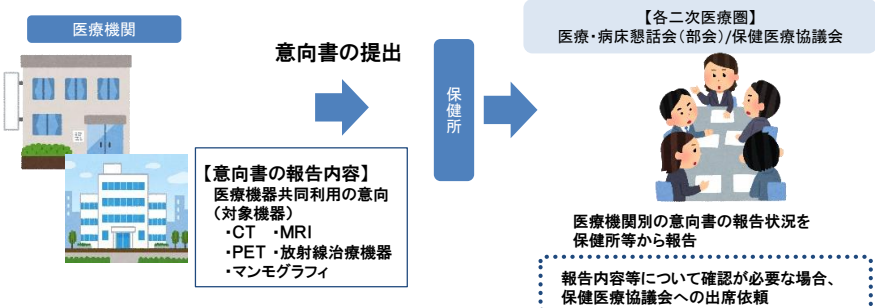 医療機関
意向書の提出
【意向書の報告内容】
医療機器共同利用の意向
（対象機器）
・CT ・MRI
・PET ・放射線治療機器
・マンモグラフィ
保健所
【各二次医療圏】
医療・病床懇話会（部会）/保健医療協議会
医療機関別の意向書の報告状況を
保健所等から報告
報告内容等について確認が必要な場合、
保健医療協議会への出席依頼